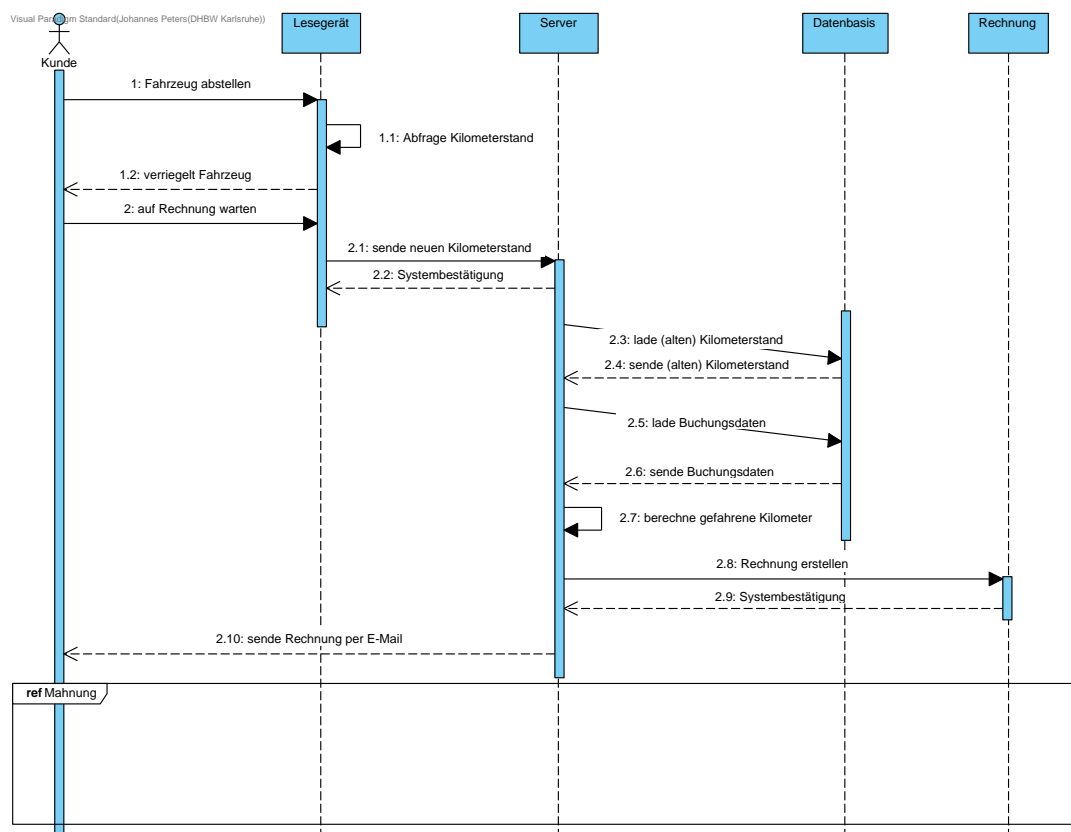 Visual Paradigm Standard(Johannes Peters(DHBW Karlsruhe))
Kunde
Lesegerät
Server
Datenbasis
Rechnung
1: Fahrzeug abstellen
1.1: Abfrage Kilometerstand
1.2: verriegelt Fahrzeug
2: auf Rechnung warten
2.1: sende neuen Kilometerstand
2.2: Systembestätigung
2.3: lade (alten) Kilometerstand
2.4: sende (alten) Kilometerstand
2.5: lade Buchungsdaten
2.6: sende Buchungsdaten
2.7: berechne gefahrene Kilometer
2.8: Rechnung erstellen
2.9: Systembestätigung
2.10: sende Rechnung per E-Mail
ref Mahnung